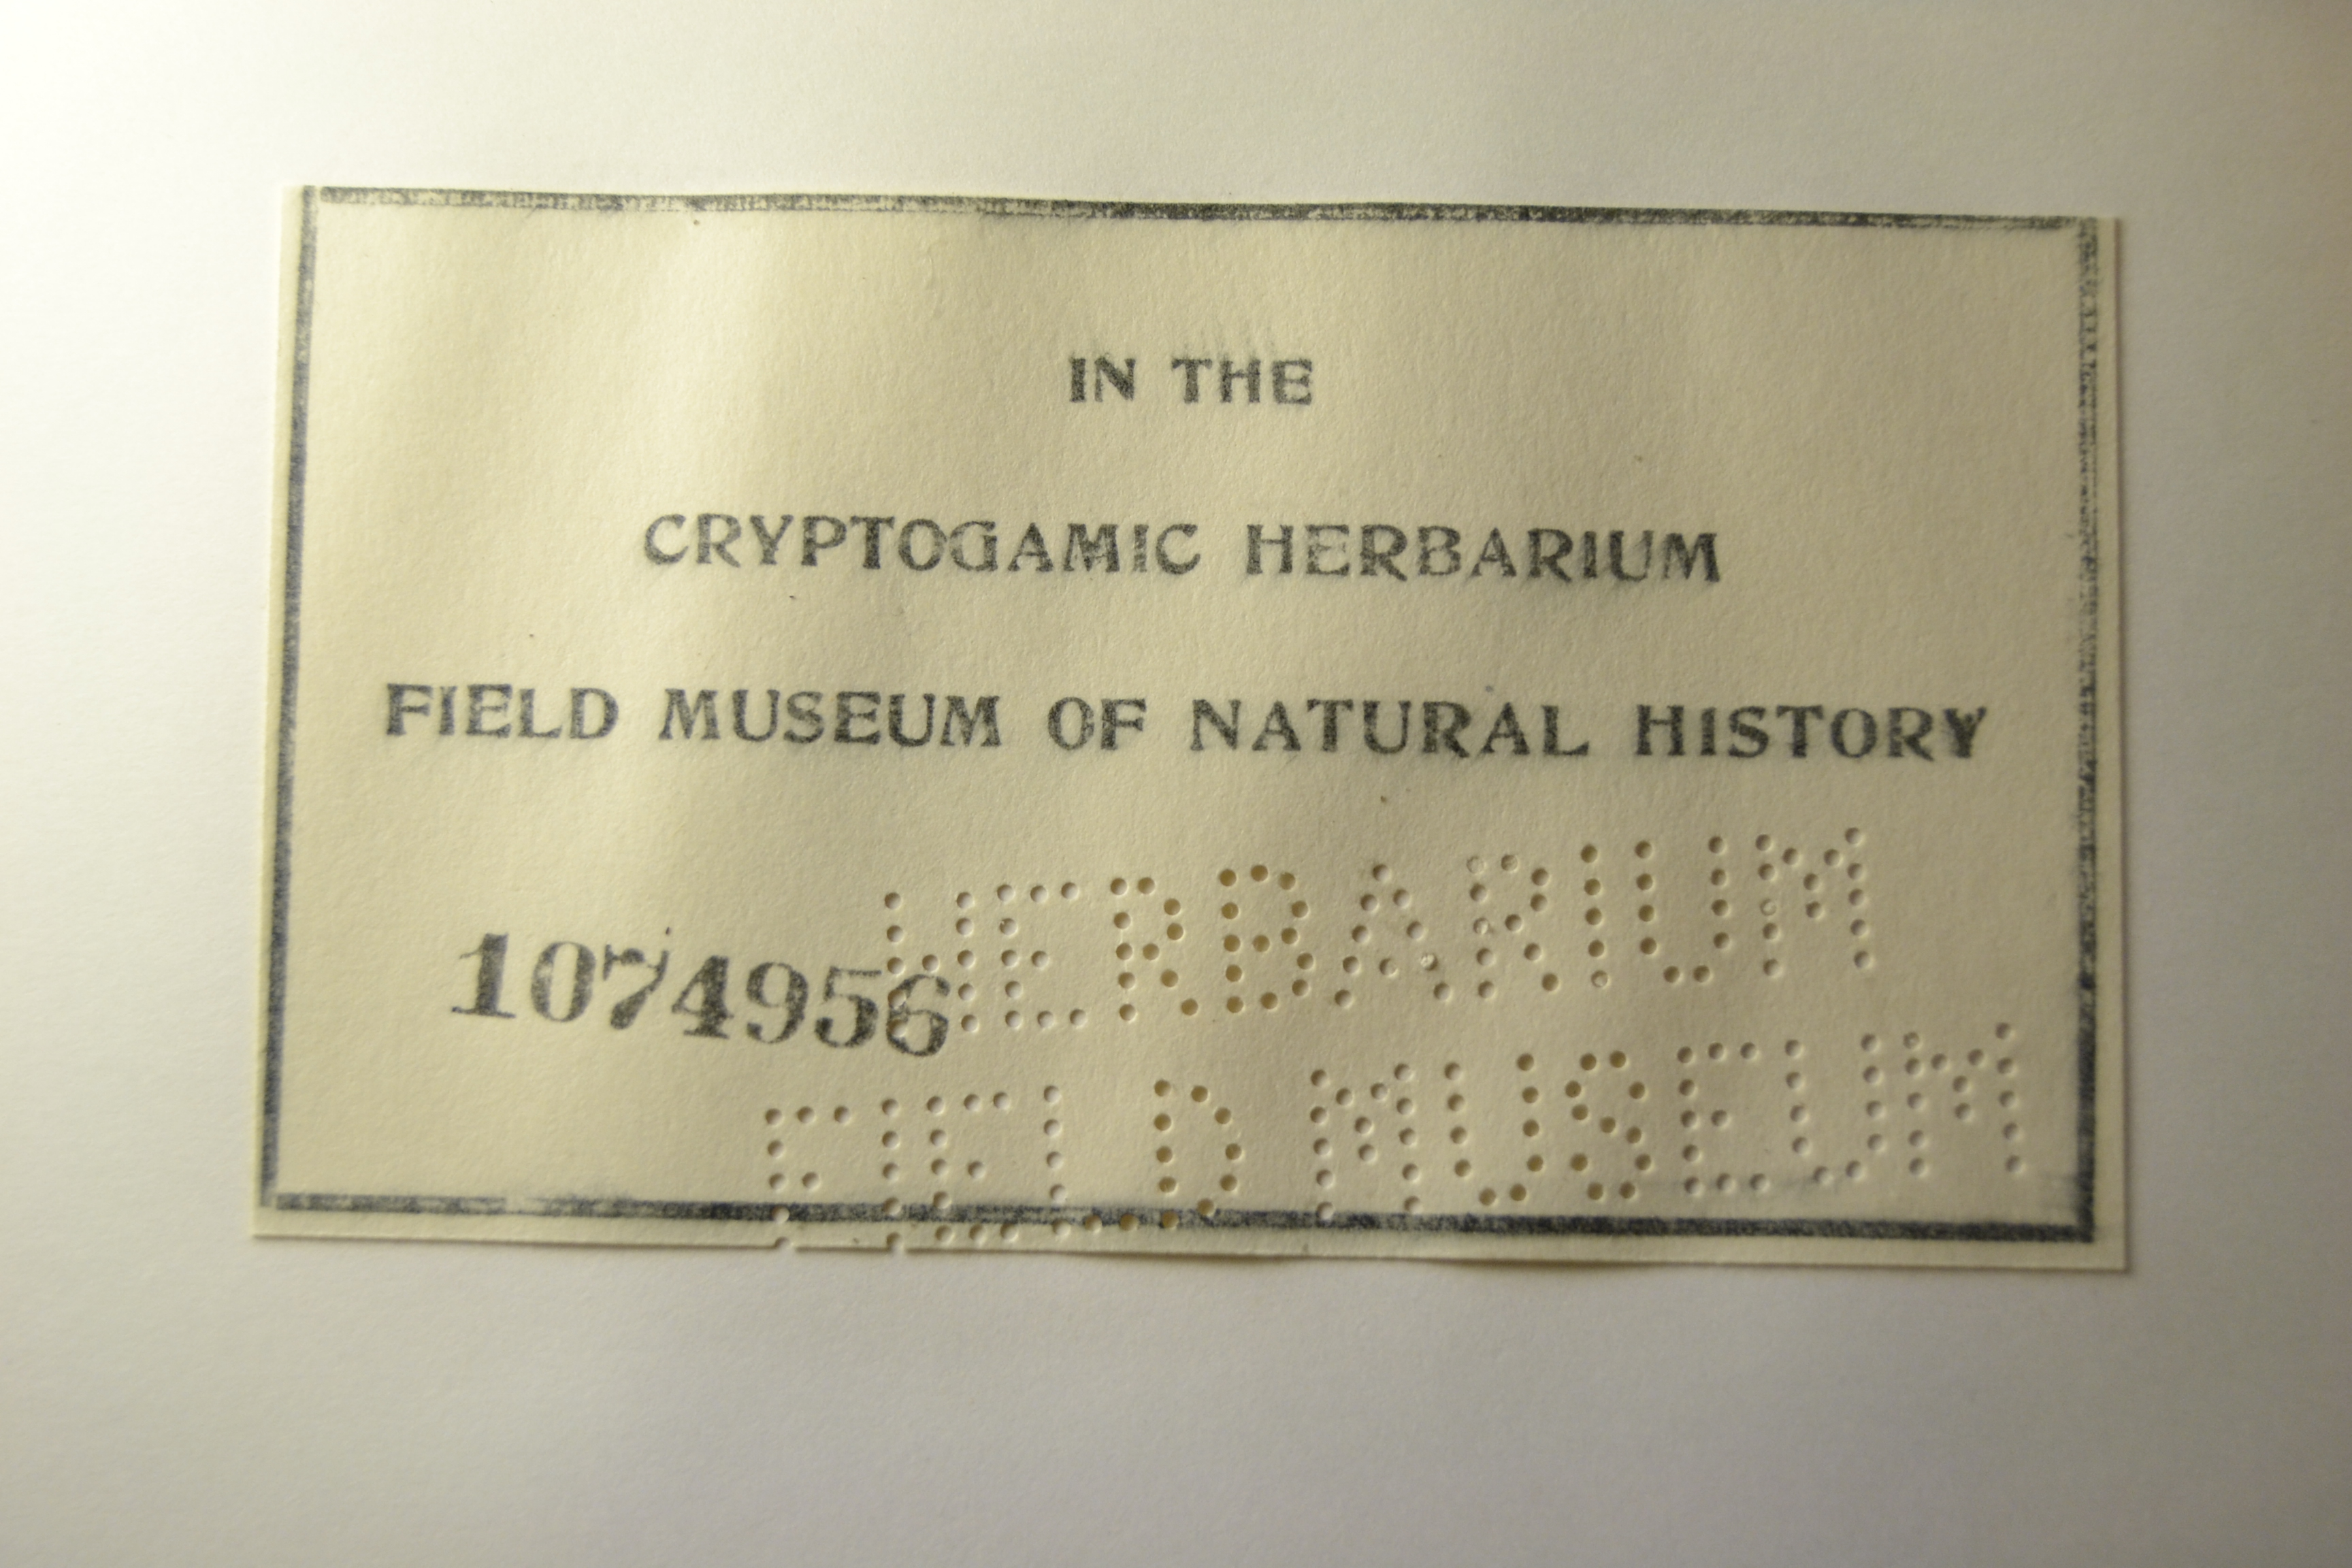 IN THE
CRYPTOGAMIC HERBARIUM
FIELD MUSEUM OF NATURAL HISTORY
1074956
HERBARIUM
FIELD MUSEUM